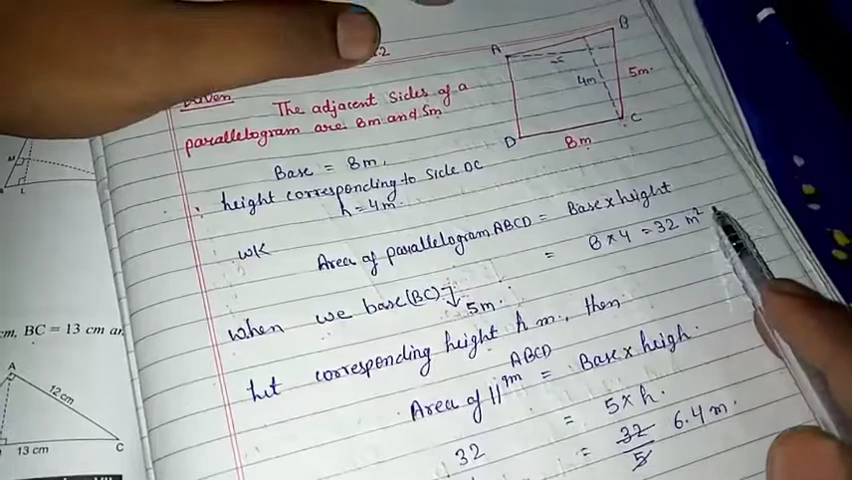 .2
Given
The adjacent sides of a
parallelogram are 8m and 5m
Base = 8m.
∴ height corresponding to side DC
h = 4m.
wk
Area of parallelogram ABCD = Base x height
= 8 x 4 = 32 m²
when we base (BC) → 5m.
let corresponding height h m, then
Area of ||m ABCD = Base x heigh.
32 = 5 x h.
= 32/5 6.4 m.
A
B
4m
5m.
D
8m
C
M
L
cm, BC = 13 cm an
A
12 cm
13 cm
C